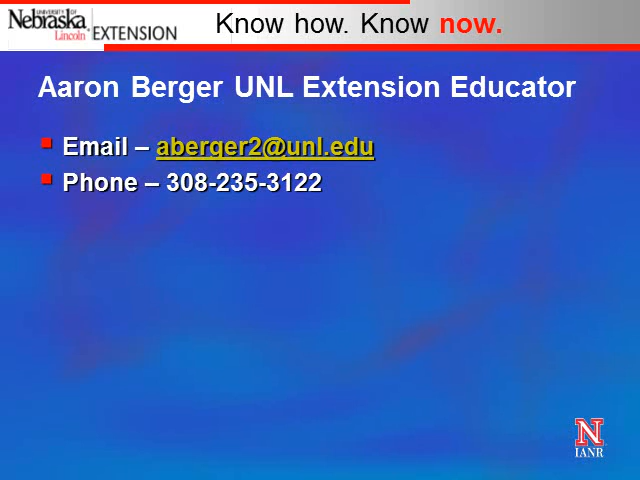 UNIVERSITY OF
Nebraska
Lincoln
EXTENSION
Know how. Know now.
Aaron Berger UNL Extension Educator
Email – aberger2@unl.edu
Phone – 308-235-3122
N
IANR